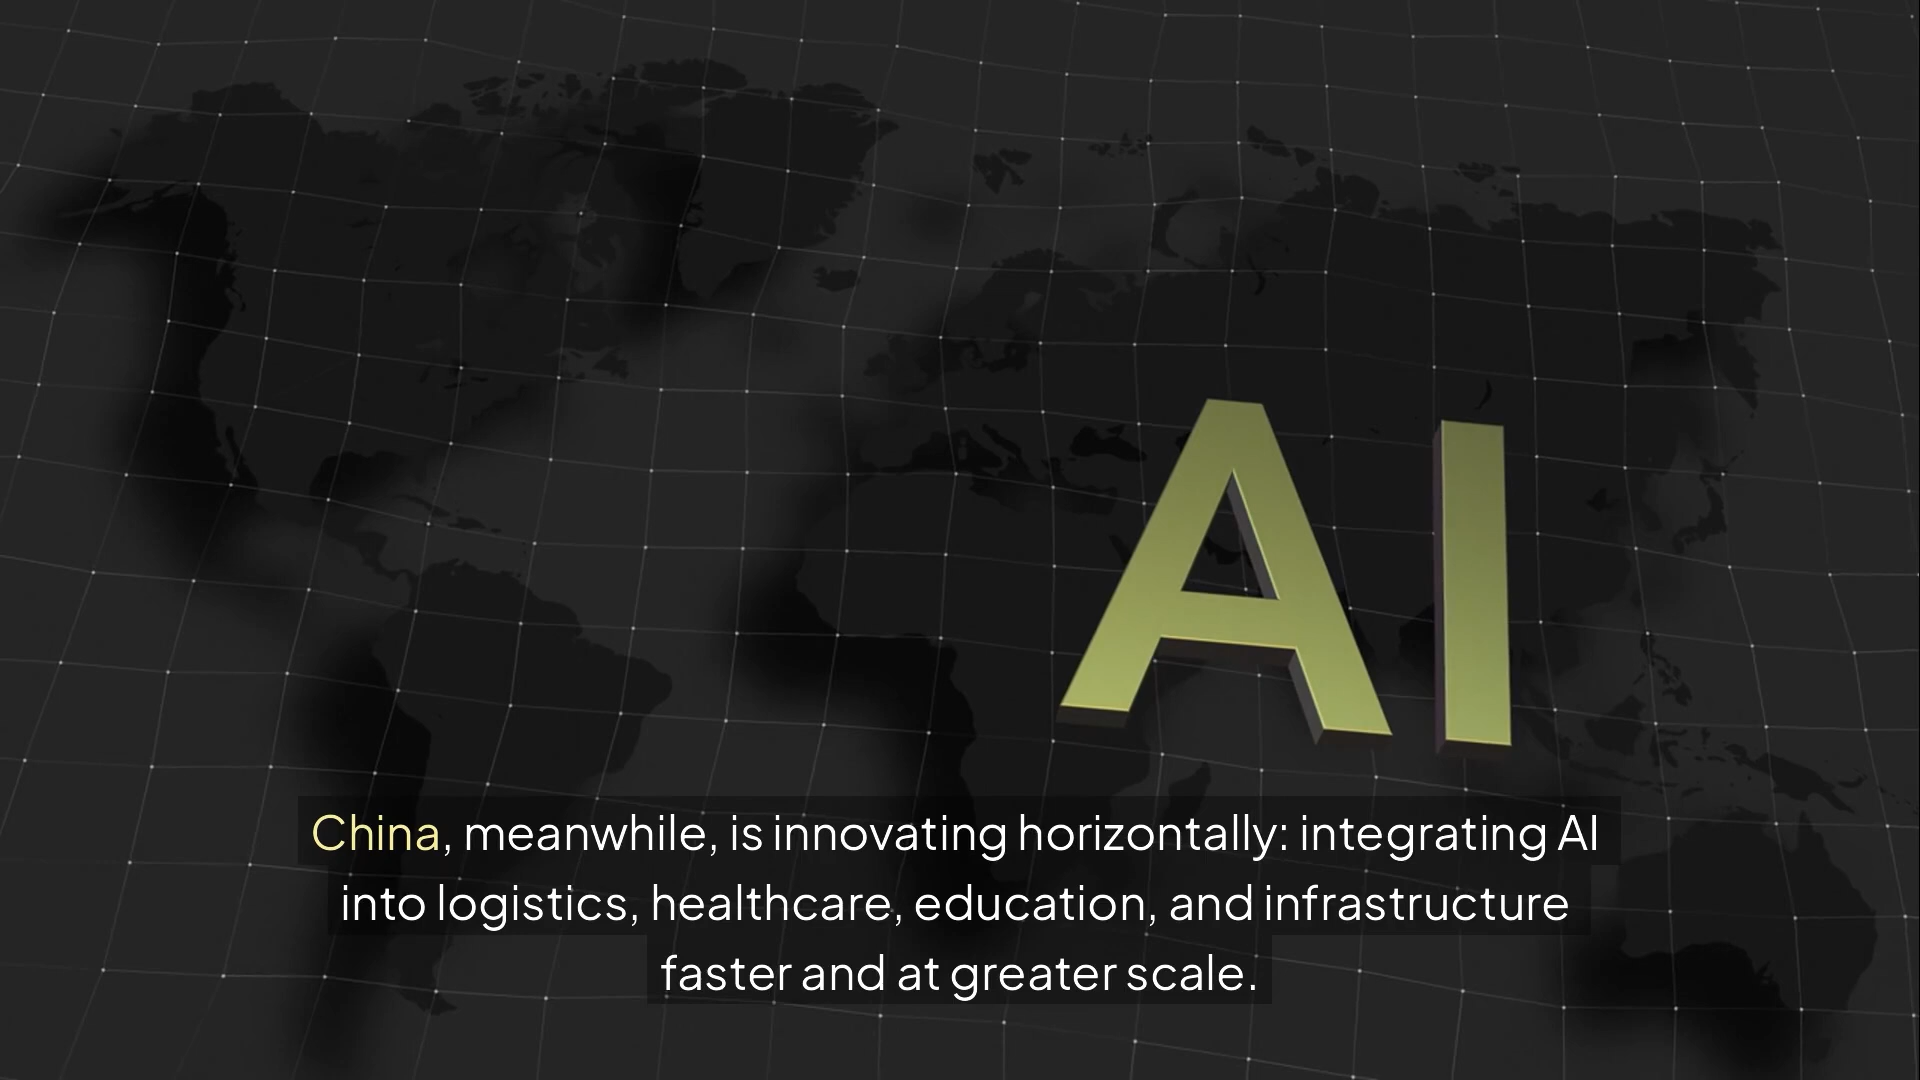 AI
China, meanwhile, is innovating horizontally: integrating AI
into logistics, healthcare, education, and infrastructure
faster and at greater scale.